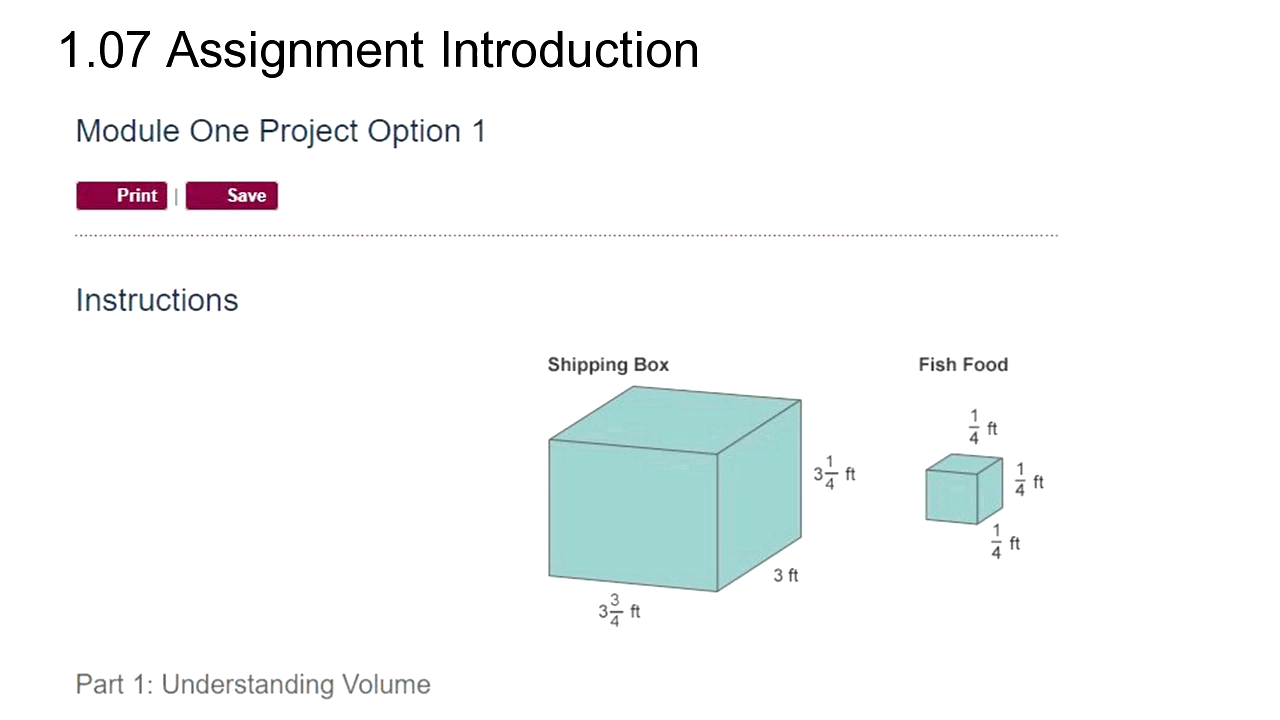 1.07 Assignment Introduction
Module One Project Option 1
Print | Save
Instructions
Shipping Box
Fish Food
1/4 ft
3 1/4 ft
1/4 ft
1/4 ft
3 ft
3 3/4 ft
Part 1: Understanding Volume